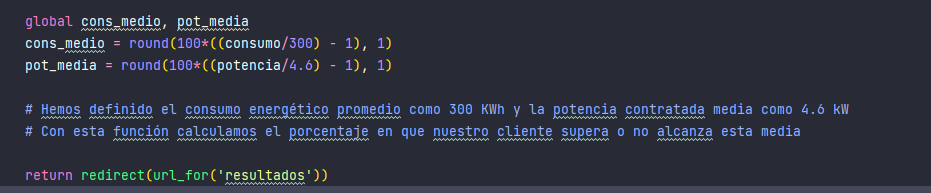 global cons_medio, pot_media
cons_medio = round(100*((consumo/300) - 1), 1)
pot_media = round(100*((potencia/4.6) - 1), 1)
# Hemos definido el consumo energético promedio como 300 KWh y la potencia contratada media como 4.6 kW
# Con esta función calculamos el porcentaje en que nuestro cliente supera o no alcanza esta media
return redirect(url_for('resultados'))